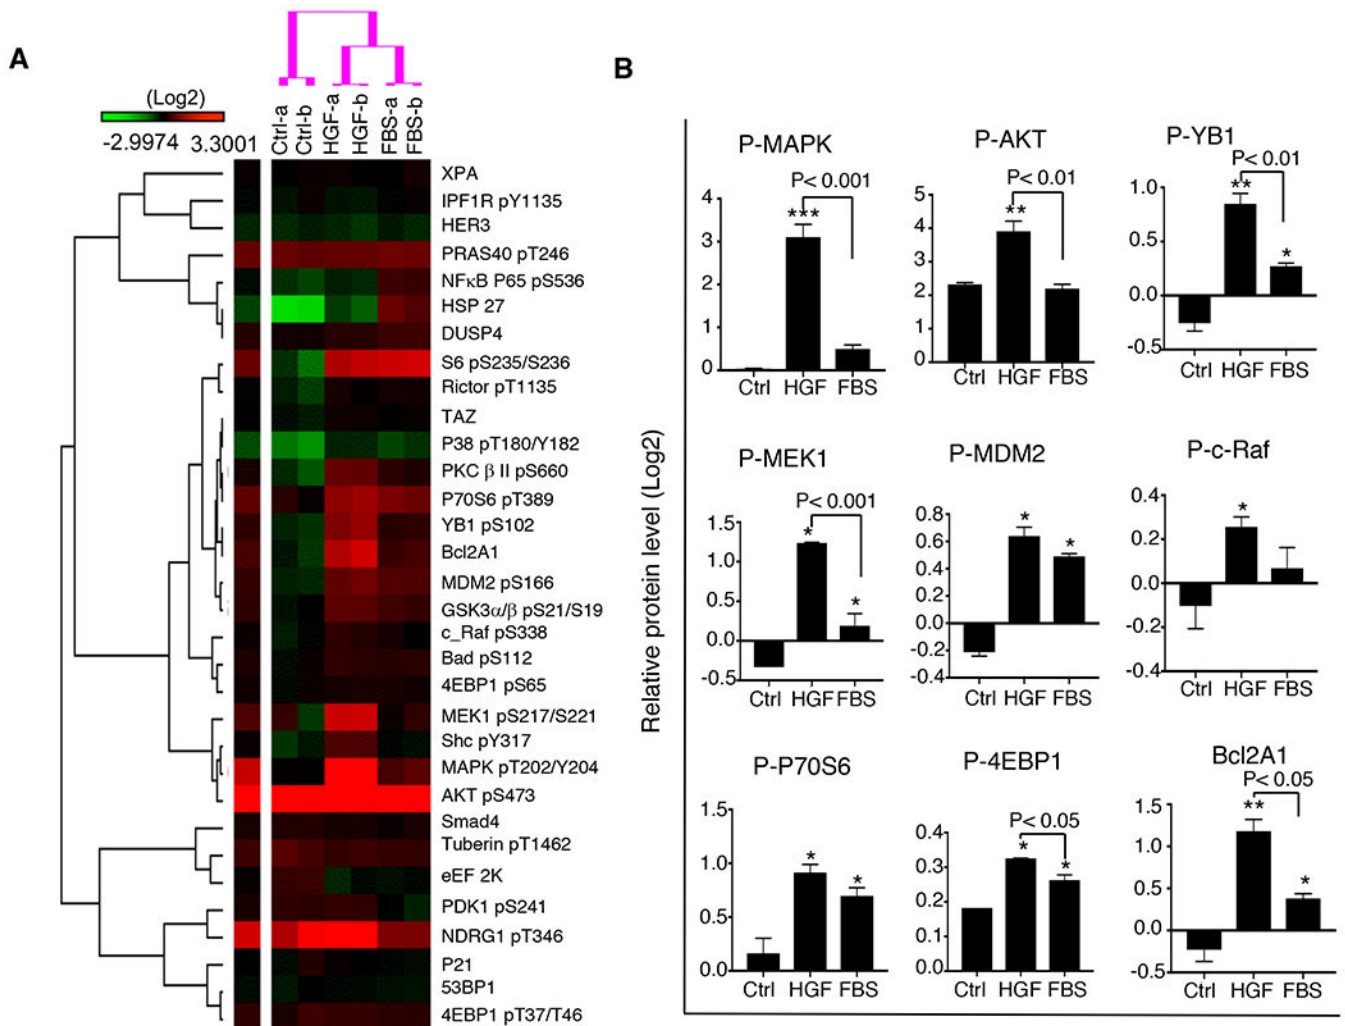 A
(Log2)
-2.9974 3.3001
Ctrl-a
Ctrl-b
HGF-a
HGF-b
FBS-a
FBS-b
XPA
IPF1R pY1135
HER3
PRAS40 pT246
NFκB P65 pS536
HSP 27
DUSP4
S6 pS235/S236
Rictor pT1135
TAZ
P38 pT180/Y182
PKC β II pS660
P70S6 pT389
YB1 pS102
Bcl2A1
MDM2 pS166
GSK3α/β pS21/S19
c_Raf pS338
Bad pS112
4EBP1 pS65
MEK1 pS217/S221
Shc pY317
MAPK pT202/Y204
AKT pS473
Smad4
Tuberin pT1462
eEF 2K
PDK1 pS241
NDRG1 pT346
P21
53BP1
4EBP1 pT37/T46
B
Relative protein level (Log2)
P-MAPK
P< 0.001
***
4
3
2
1
0
Ctrl HGF FBS
P-AKT
P< 0.01
**
5
4
3
2
1
0
Ctrl HGF FBS
P-YB1
P< 0.01
**
*
1.0
0.5
0.0
-0.5
Ctrl HGF FBS
P-MEK1
P< 0.001
*
*
1.5
1.0
0.5
0.0
-0.5
Ctrl HGF FBS
P-MDM2
*
*
0.8
0.6
0.4
0.2
0.0
-0.2
-0.4
Ctrl HGF FBS
P-c-Raf
*
0.4
0.2
0.0
-0.2
-0.4
Ctrl HGF FBS
P-P70S6
*
*
1.5
1.0
0.5
0.0
Ctrl HGF FBS
P-4EBP1
P< 0.05
*
*
0.4
0.3
0.2
0.1
0.0
Ctrl HGF FBS
Bcl2A1
P< 0.05
**
*
1.5
1.0
0.5
0.0
-0.5
Ctrl HGF FBS